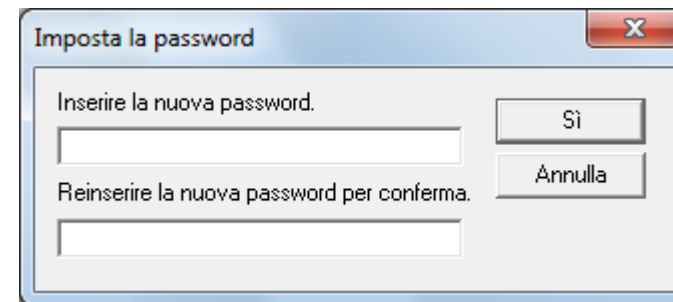 Imposta la password
Inserire la nuova password.
Sì
Annulla
Reinserire la nuova password per conferma.